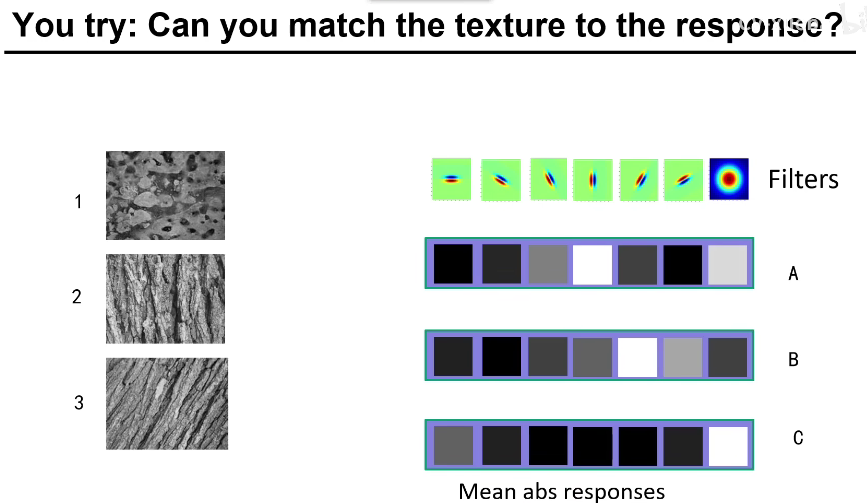 You try: Can you match the texture to the response?
Filters
1
A
2
B
3
C
Mean abs responses